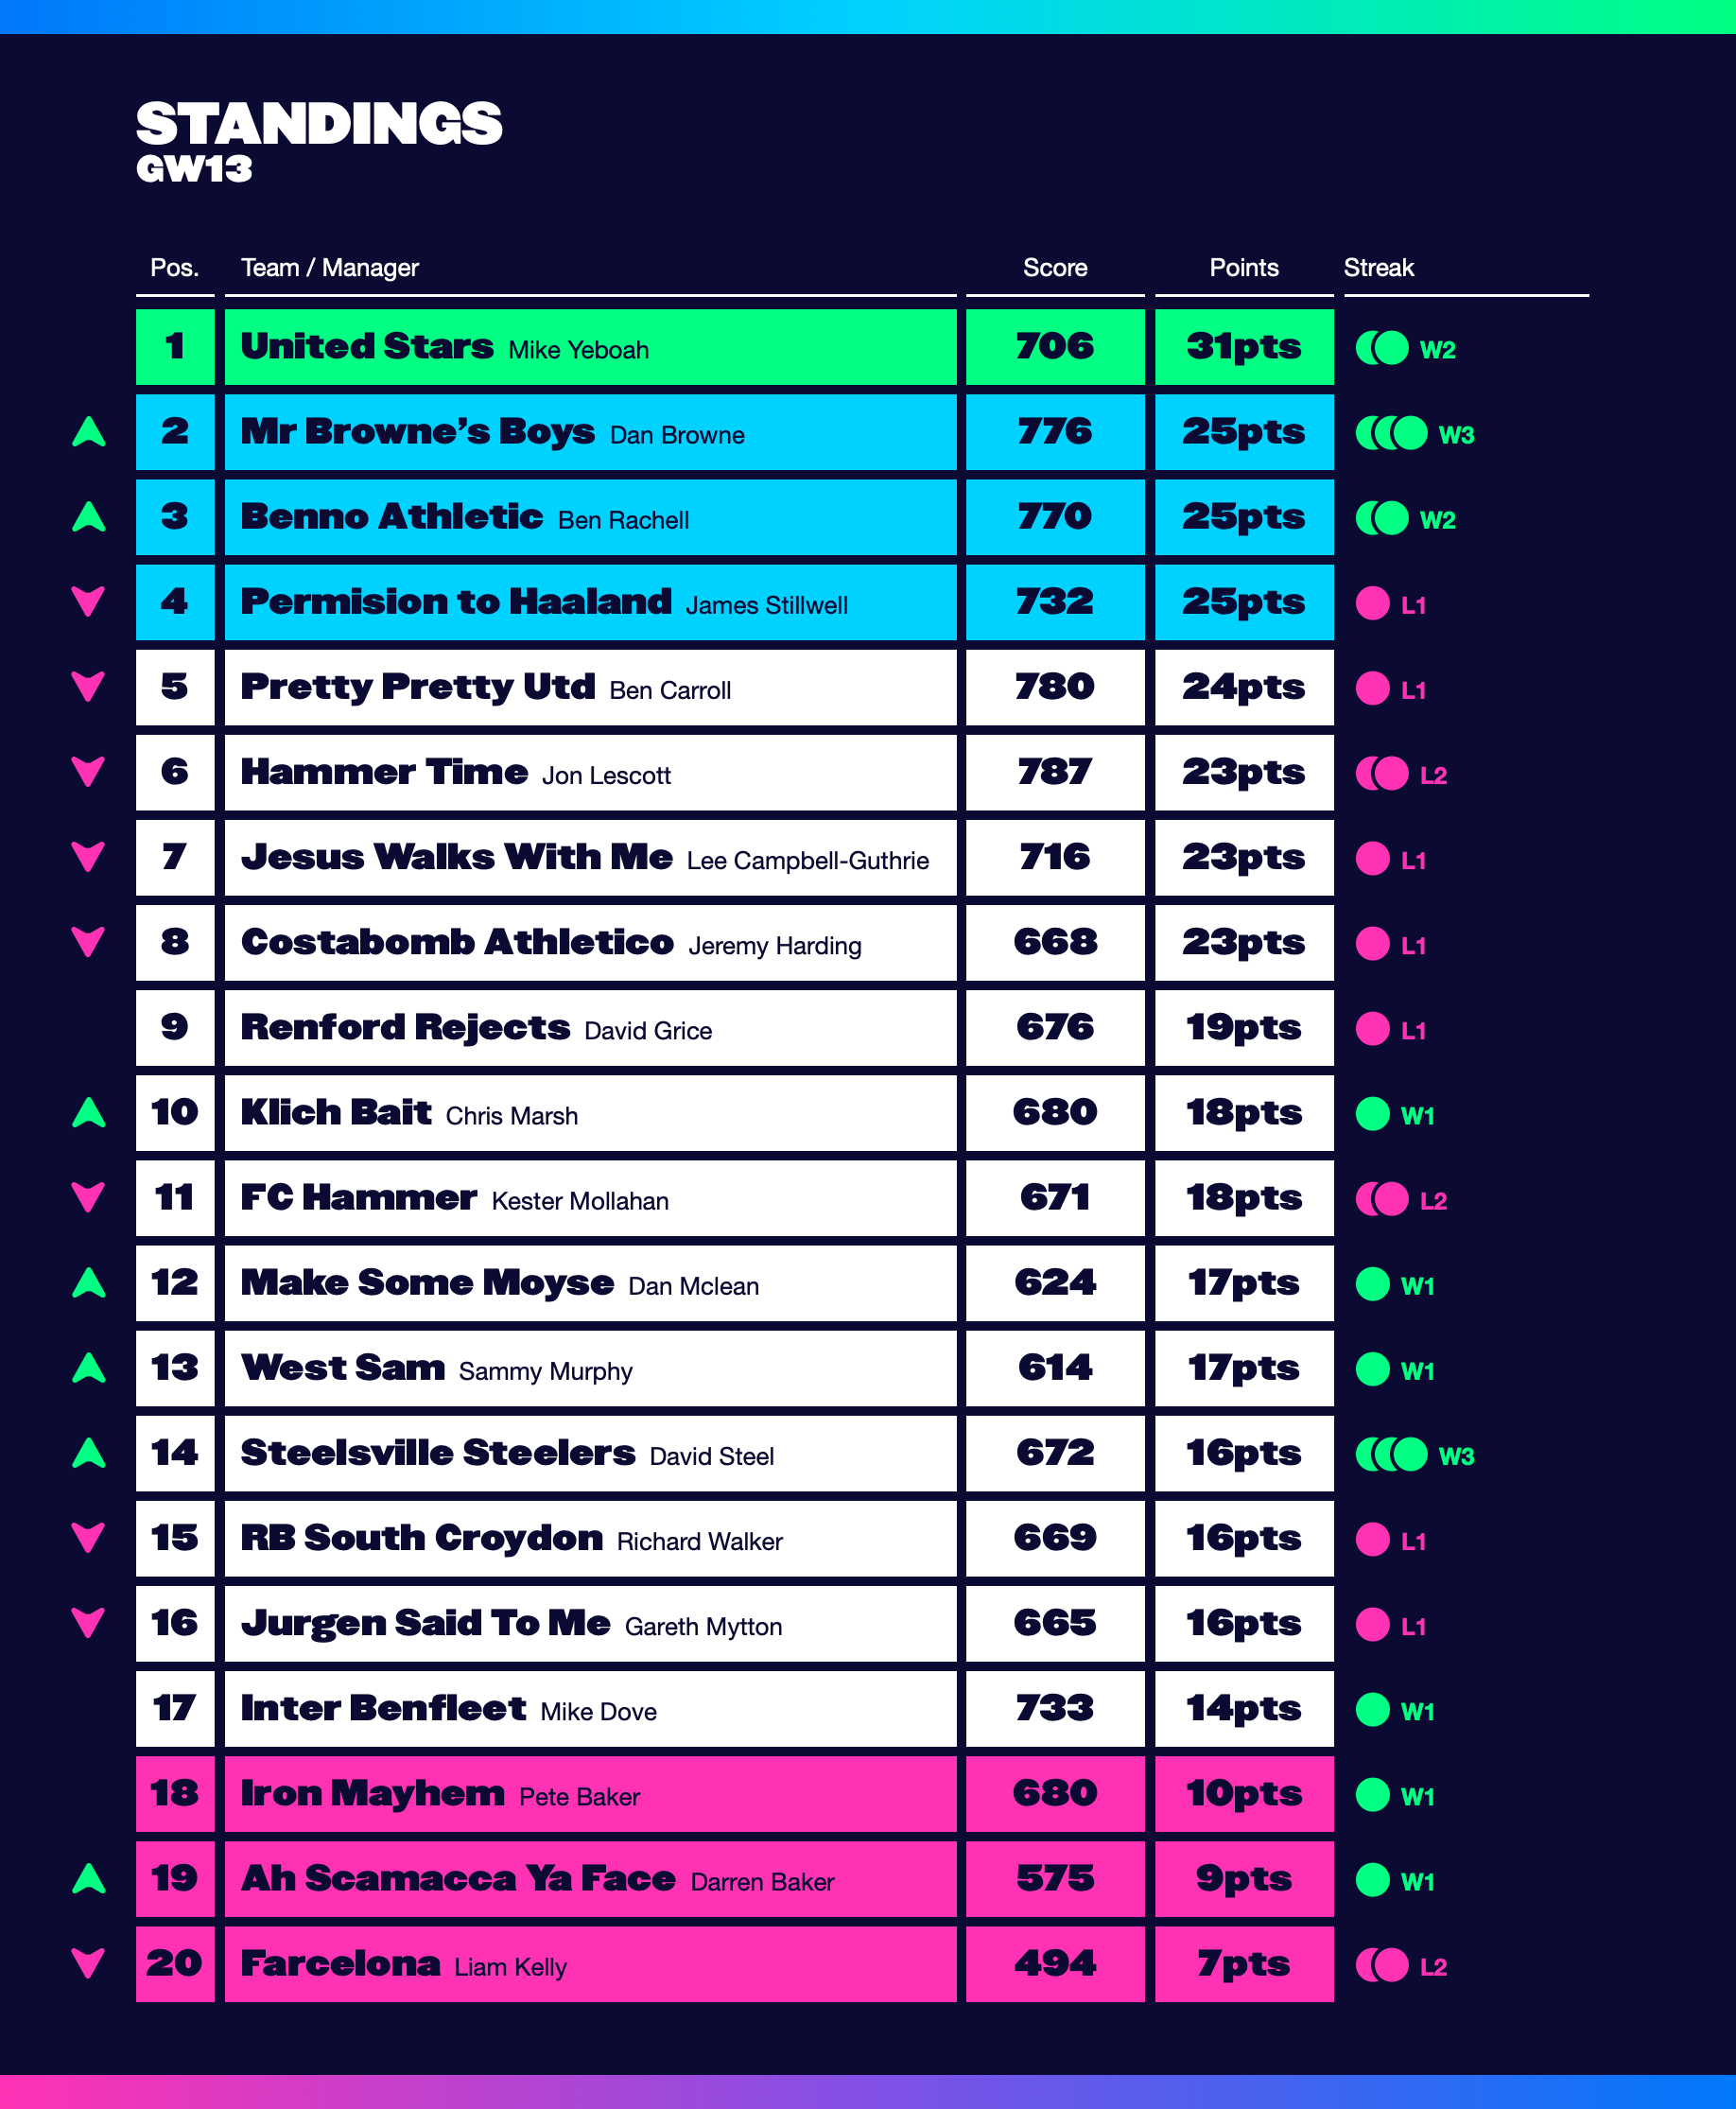 STANDINGS
GW13
Pos. Team / Manager Score Points Streak
1 United Stars Mike Yeboah 706 31pts W2
2 Mr Browne’s Boys Dan Browne 776 25pts W3
3 Benno Athletic Ben Rachell 770 25pts W2
4 Permision to Haaland James Stillwell 732 25pts L1
5 Pretty Pretty Utd Ben Carroll 780 24pts L1
6 Hammer Time Jon Lescott 787 23pts L2
7 Jesus Walks With Me Lee Campbell-Guthrie 716 23pts L1
8 Costabomb Athletico Jeremy Harding 668 23pts L1
9 Renford Rejects David Grice 676 19pts L1
10 Klich Bait Chris Marsh 680 18pts W1
11 FC Hammer Kester Mollahan 671 18pts L2
12 Make Some Moyse Dan Mclean 624 17pts W1
13 West Sam Sammy Murphy 614 17pts W1
14 Steelsville Steelers David Steel 672 16pts W3
15 RB South Croydon Richard Walker 669 16pts L1
16 Jurgen Said To Me Gareth Mytton 665 16pts L1
17 Inter Benfleet Mike Dove 733 14pts W1
18 Iron Mayhem Pete Baker 680 10pts W1
19 Ah Scamacca Ya Face Darren Baker 575 9pts W1
20 Farcelona Liam Kelly 494 7pts L2